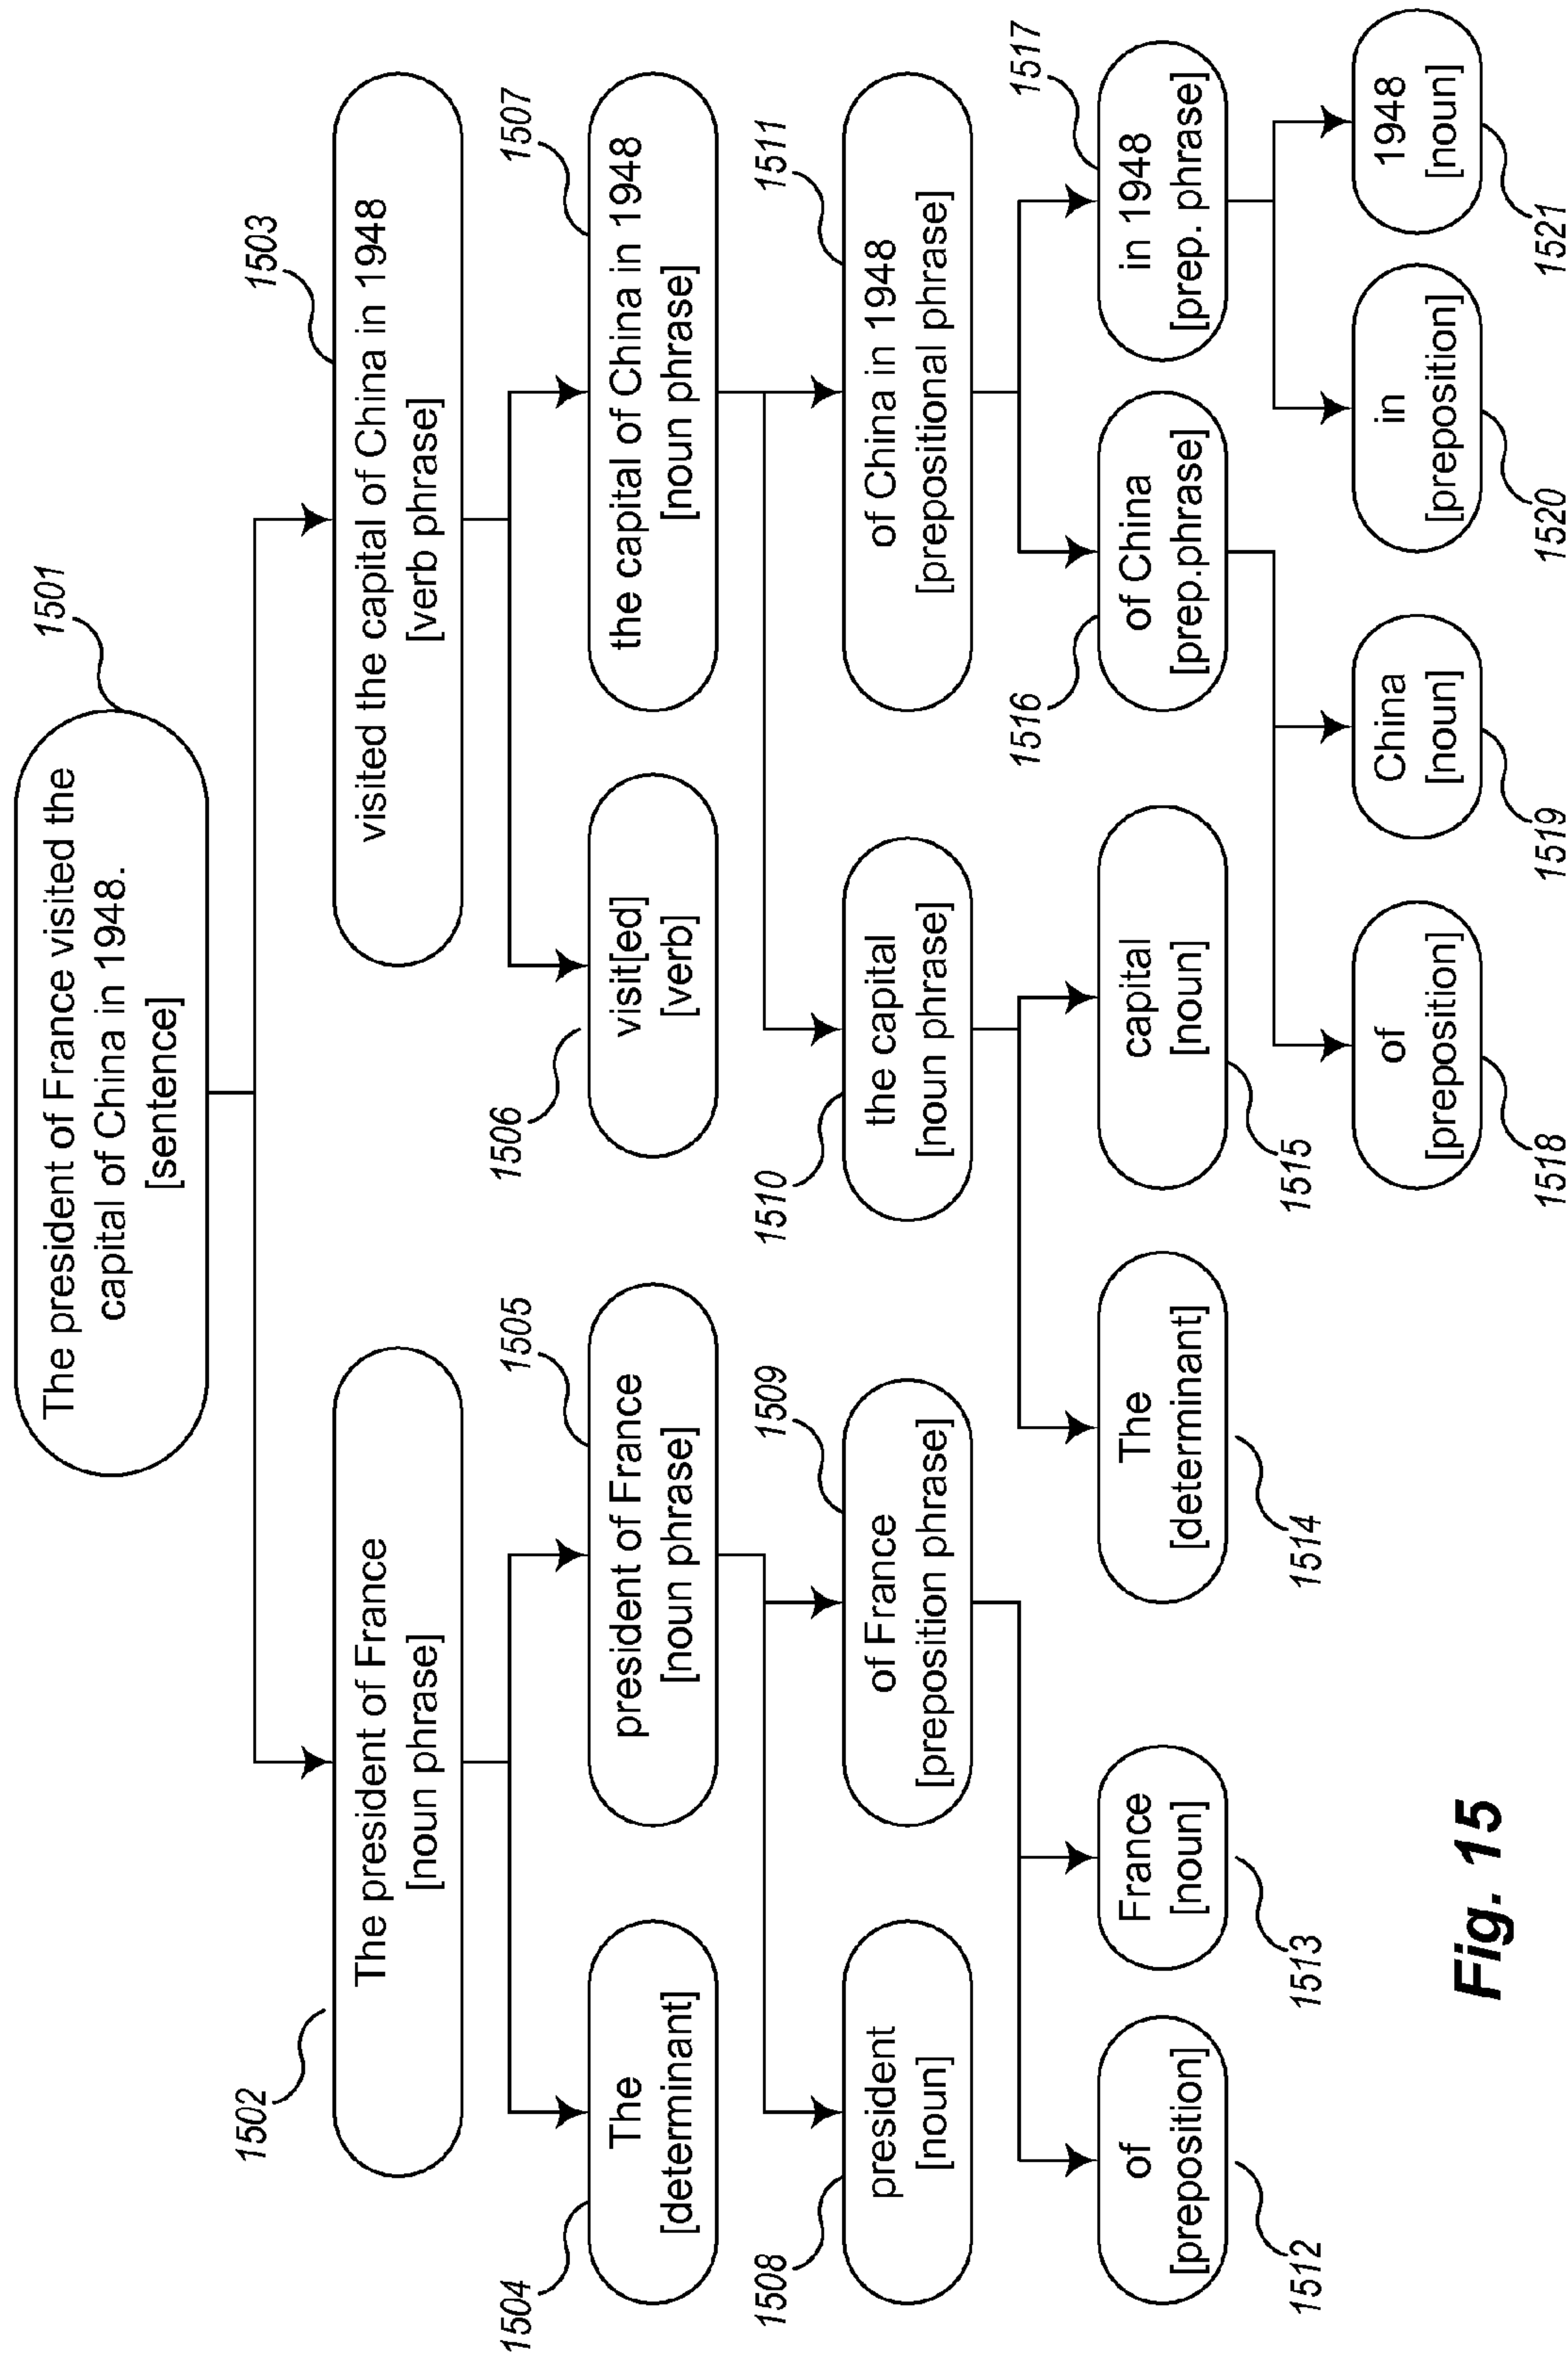 1501
The president of France visited the
capital of China in 1948.
[sentence]
1502
The president of France
[noun phrase]
1503
visited the capital of China in 1948
[verb phrase]
1504
The
[determinant]
1505
president of France
[noun phrase]
1506
visit[ed]
[verb]
1507
the capital of China in 1948
[noun phrase]
1508
president
[noun]
1509
of France
[preposition phrase]
1510
the capital
[noun phrase]
1511
of China in 1948
[prepositional phrase]
1512
of
[preposition]
1513
France
[noun]
1514
The
[determinant]
1515
capital
[noun]
1516
of China
[prep.phrase]
1517
in 1948
[prep. phrase]
1518
of
[preposition]
1519
China
[noun]
1520
in
[preposition]
1521
1948
[noun]
Fig. 15